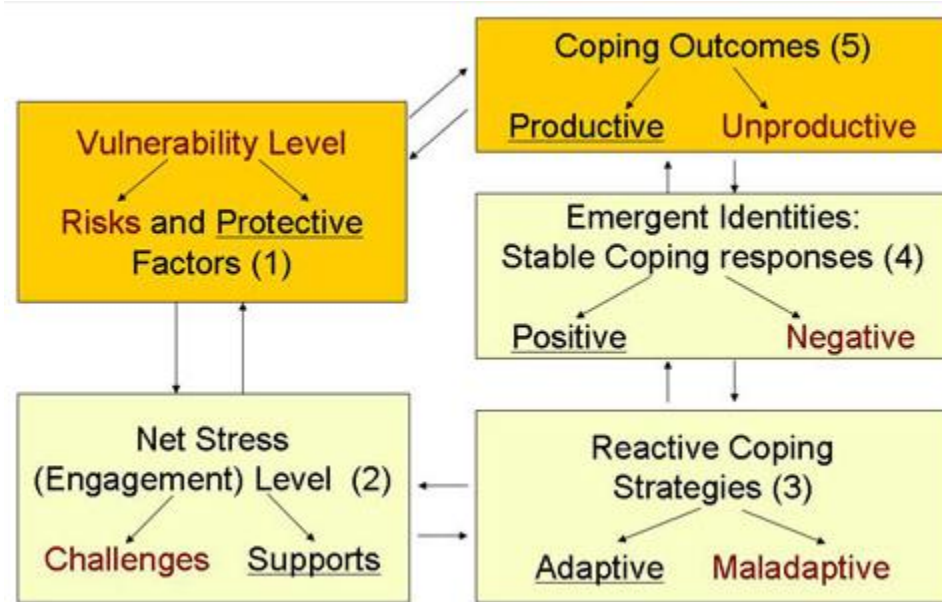 Vulnerability Level
Risks and Protective
Factors (1)
Net Stress
(Engagement) Level (2)
Challenges Supports
Reactive Coping
Strategies (3)
Adaptive Maladaptive
Emergent Identities:
Stable Coping responses (4)
Positive Negative
Coping Outcomes (5)
Productive Unproductive